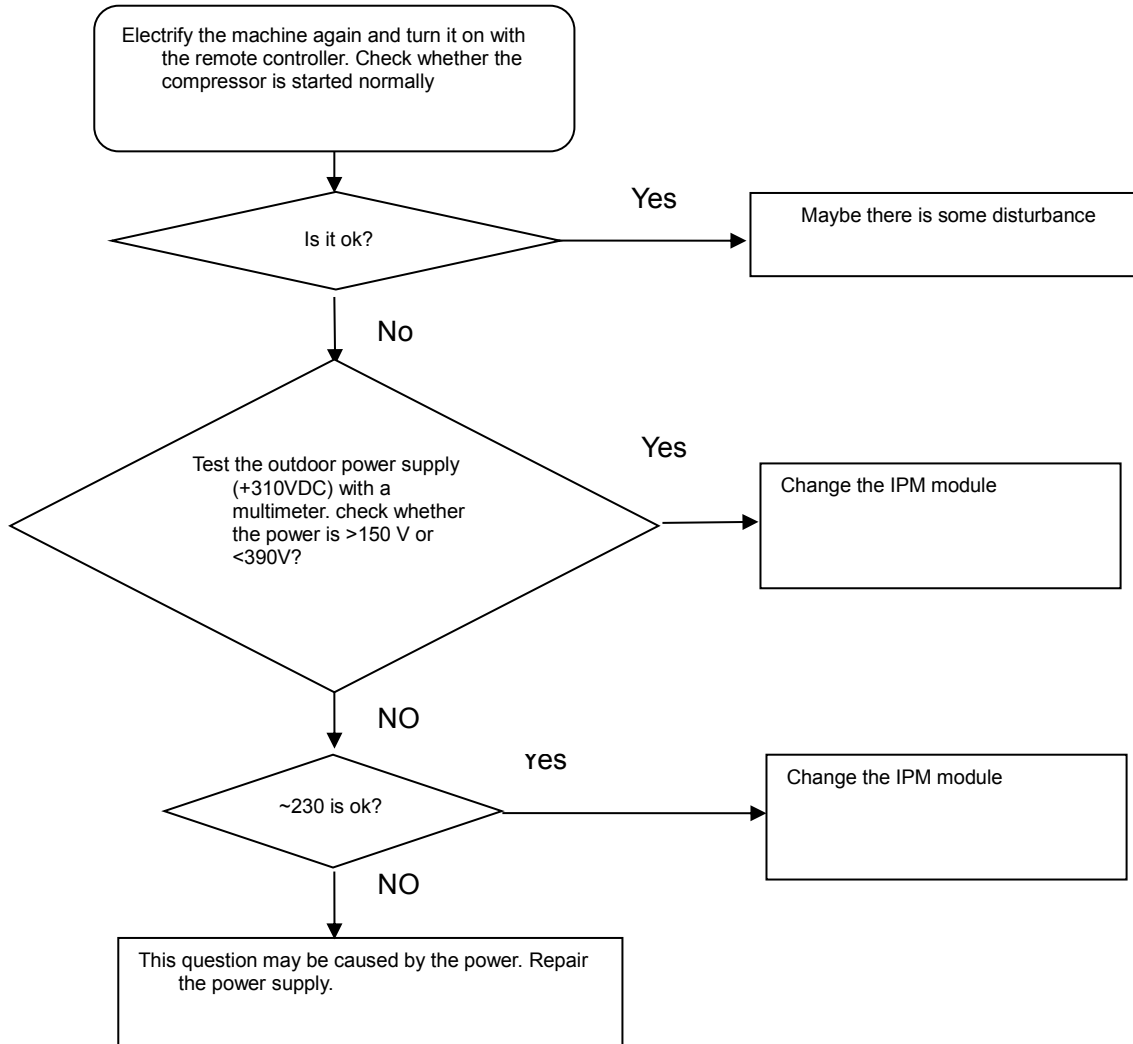 Electrify the machine again and turn it on with
the remote controller. Check whether the
compressor is started normally
Yes
Is it ok?
Maybe there is some disturbance
No
Yes
Test the outdoor power supply
(+310VDC) with a
multimeter. check whether
the power is >150 V or
<390V?
Change the IPM module
NO
Yes
~230 is ok?
Change the IPM module
NO
This question may be caused by the power. Repair
the power supply.